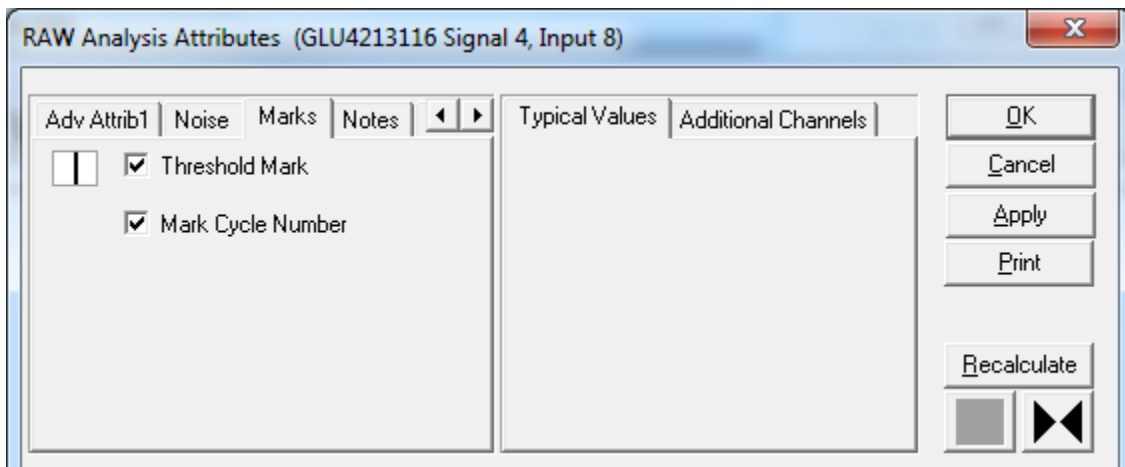 RAW Analysis Attributes (GLU4213116 Signal 4, Input 8)
Adv Attrib1 Noise Marks Notes
Typical Values Additional Channels
Threshold Mark
Mark Cycle Number
OK
Cancel
Apply
Print
Recalculate